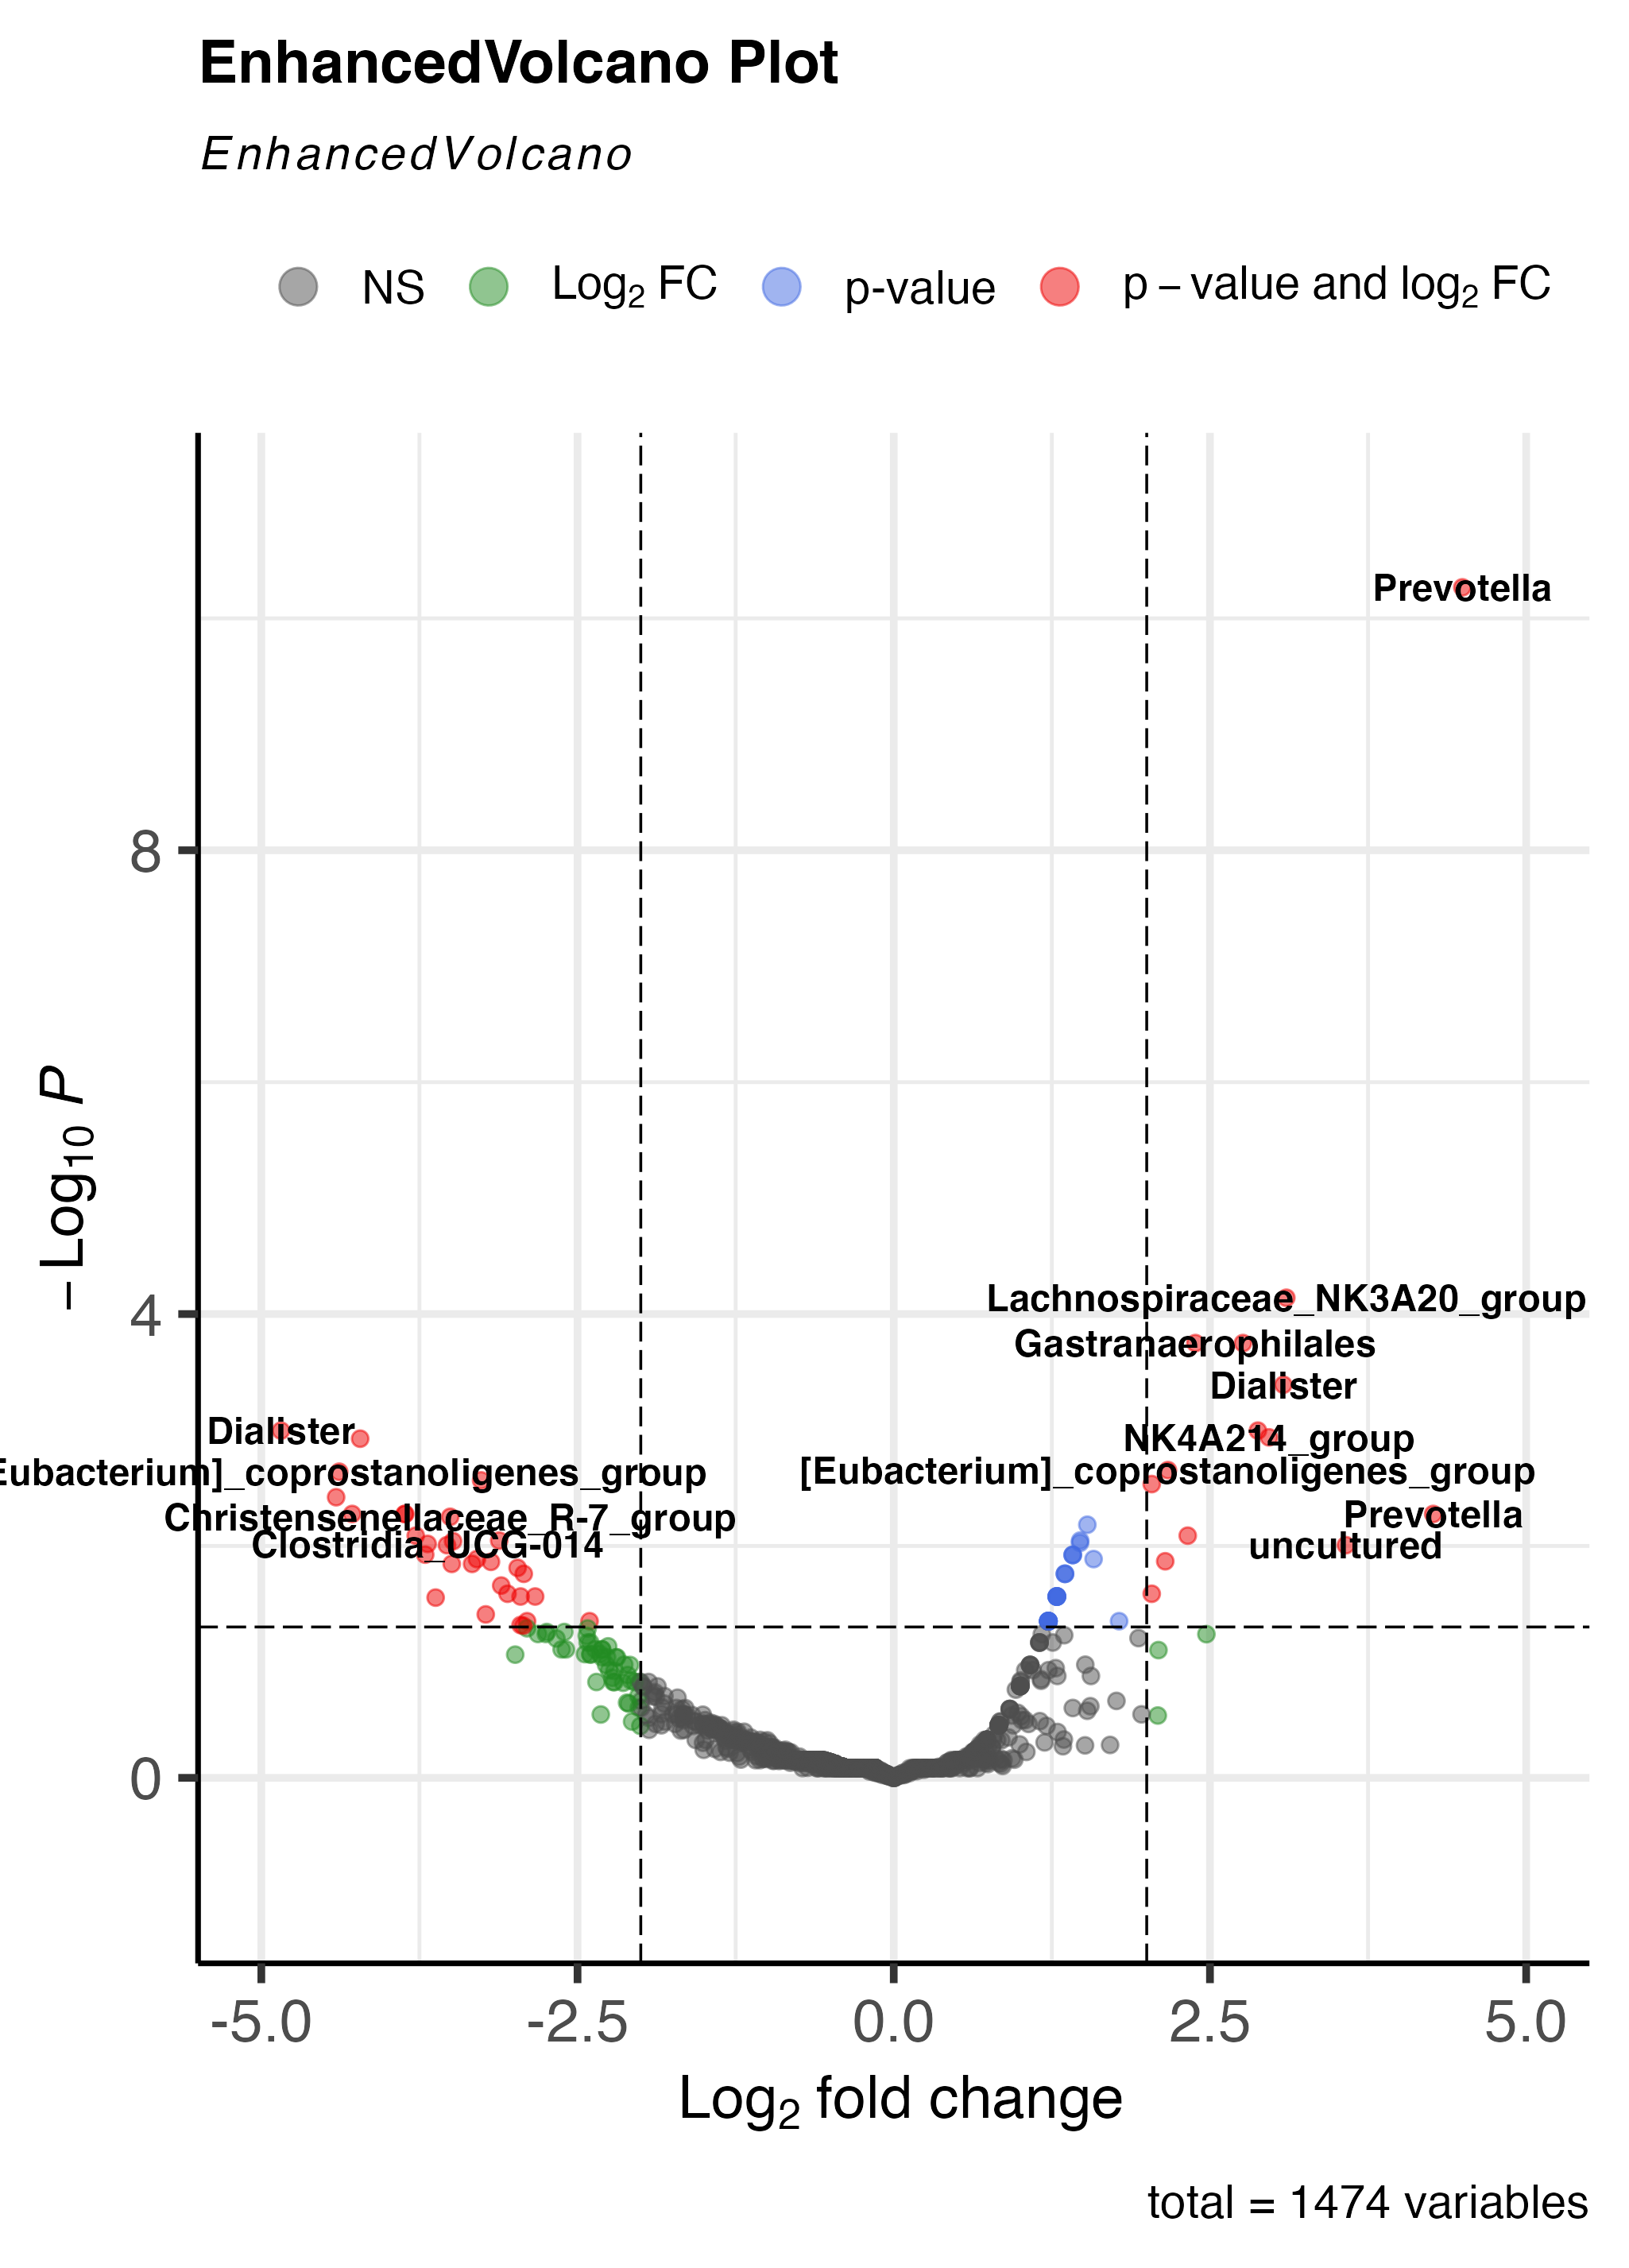 EnhancedVolcano Plot
EnhancedVolcano
NS Log2 FC p-value p – value and log2 FC
Prevotella
8
– Log10 P
Lachnospiraceae_NK3A20_group
4
Gastranaerophilales
Dialister
Dialister
NK4A214_group
Eubacterium]_coprostanoligenes_group
[Eubacterium]_coprostanoligenes_group
Prevotella
Christensenellaceae_R-7_group
Clostridia_UCG-014
uncultured
0
-5.0 -2.5 0.0 2.5 5.0
Log2 fold change
total = 1474 variables